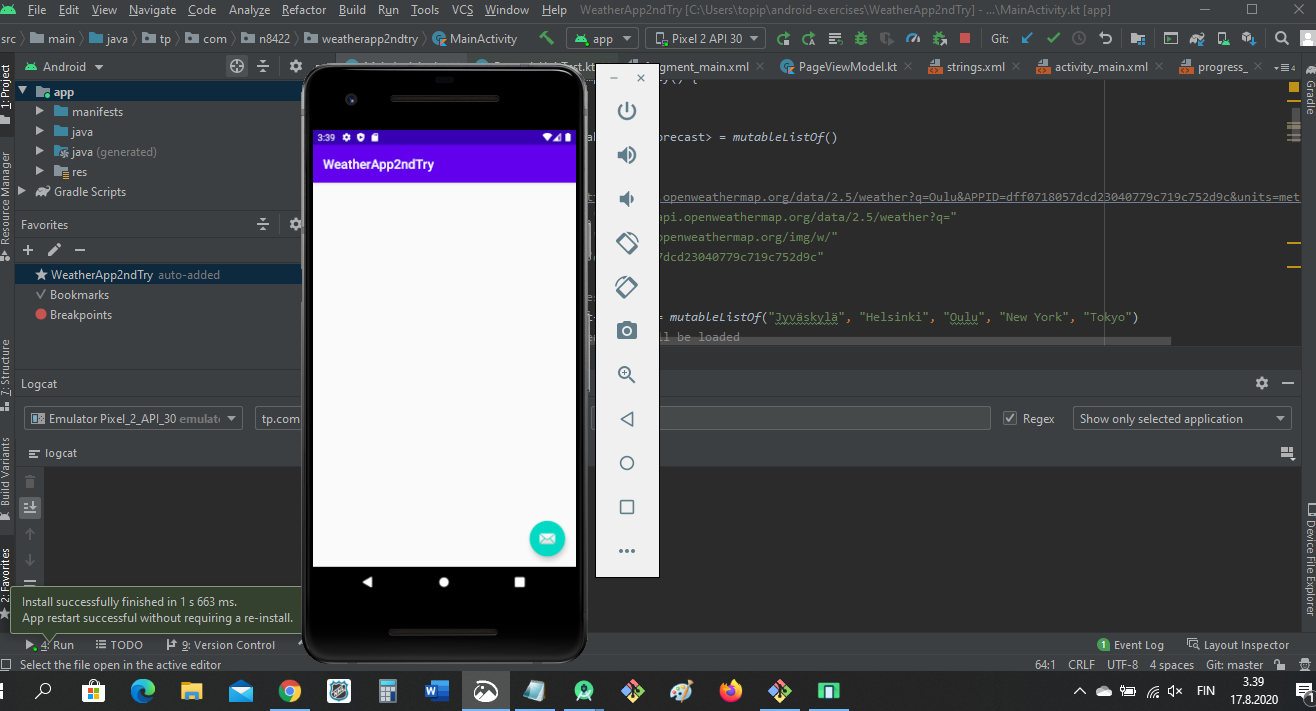 File Edit View Navigate Code Analyze Refactor Build Run Tools VCS Window Help WeatherApp2ndTry [C:\Users\topip\android-exercises\WeatherApp2ndTry] - ...\MainActivity.kt [app]
src main java tp com n8422 weatherapp2ndtry MainActivity app Pixel 2 API 30 Git:
Android
gment_main.xml PageViewModel.kt strings.xml activity_main.xml progress_ 4
1: Project
Resource Manager
7: Structure
Build Variants
2: Favorites
app
manifests
java
java (generated)
res
Gradle Scripts
Favorites
WeatherApp2ndTry auto-added
Bookmarks
Breakpoints
orecast> = mutableListOf()
.openweathermap.org/data/2.5/weather?q=Oulu&APPID=dff0718057dcd23040779c719c752d9c&units=met
api.openweathermap.org/data/2.5/weather?q="
openweathermap.org/img/w/"
7dcd23040779c719c752d9c"
= mutableListOf("Jyväskylä", "Helsinki", "Oulu", "New York", "Tokyo")
ll be loaded
3:39
WeatherApp2ndTry
Gradle
Device File Explorer
Logcat
Emulator Pixel_2_API_30 emulat tp.com Regex Show only selected application
logcat
Install successfully finished in 1 s 663 ms.
App restart successful without requiring a re-install.
4: Run TODO 9: Version Control 1 Event Log Layout Inspector
Select the file open in the active editor 64:1 CRLF UTF-8 4 spaces Git: master
FIN
3.39
17.8.2020
1